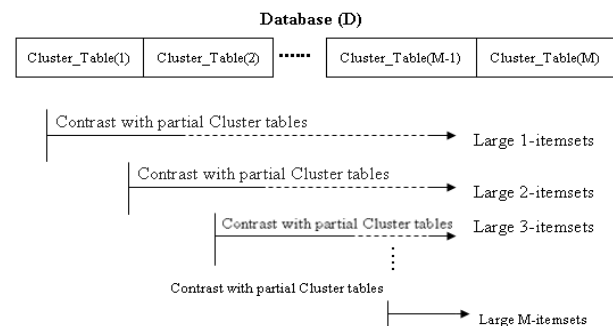 Database (D)
Cluster_Table(1) Cluster_Table(2) ...... Cluster_Table(M-1) Cluster_Table(M)
Contrast with partial Cluster tables
Large 1-itemsets
Contrast with partial Cluster tables
Large 2-itemsets
Contrast with partial Cluster tables
Large 3-itemsets
Contrast with partial Cluster tables
Large M-itemsets